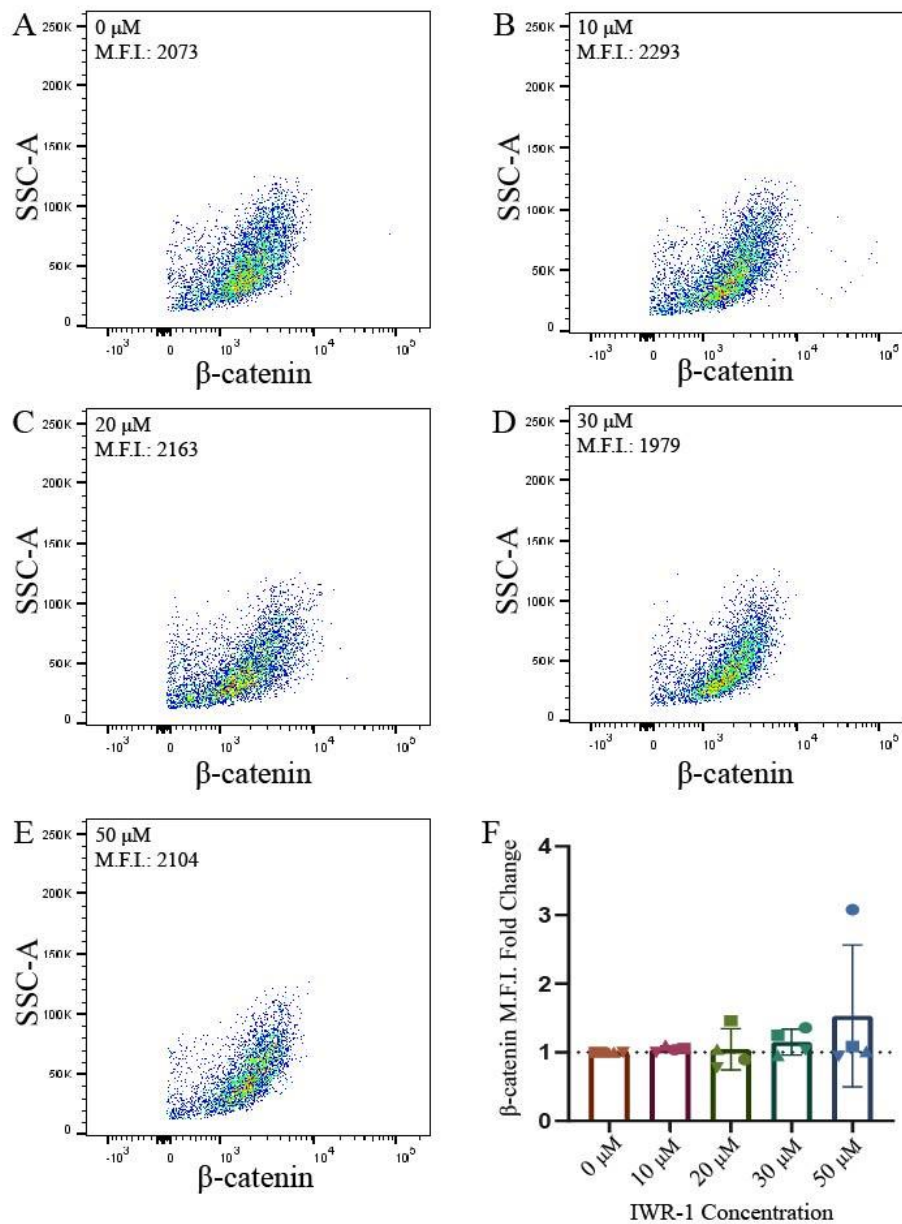 A
0 μM
M.F.I.: 2073
250K
200K
150K
100K
50K
0
SSC-A
-10³ 0 10³ 10⁴ 10⁵
β-catenin
B
10 μM
M.F.I.: 2293
250K
200K
150K
100K
50K
0
SSC-A
-10³ 0 10³ 10⁴ 10⁵
β-catenin
C
20 μM
M.F.I.: 2163
250K
200K
150K
100K
50K
0
SSC-A
-10³ 0 10³ 10⁴ 10⁵
β-catenin
D
30 μM
M.F.I.: 1979
250K
200K
150K
100K
50K
0
SSC-A
-10³ 0 10³ 10⁴ 10⁵
β-catenin
E
50 μM
M.F.I.: 2104
250K
200K
150K
100K
50K
0
SSC-A
-10³ 0 10³ 10⁴ 10⁵
β-catenin
F
4
3
2
1
0
β-catenin M.F.I. Fold Change
0 μM 10 μM 20 μM 30 μM 50 μM
IWR-1 Concentration